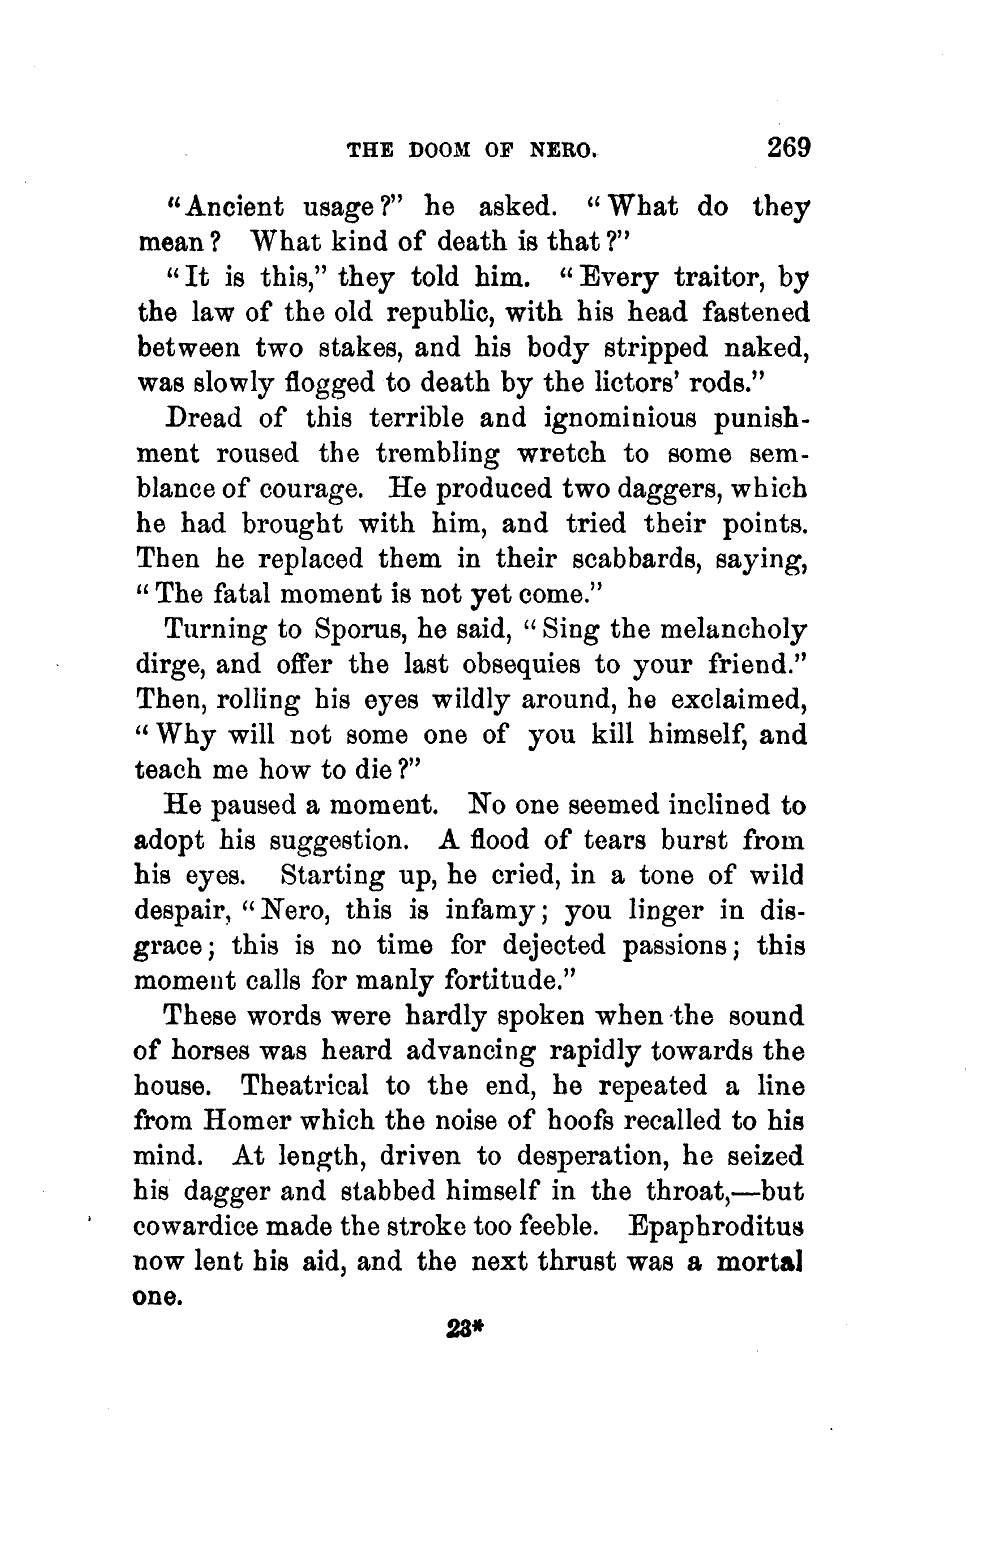 THE DOOM OF NERO. 269
“Ancient usage?” he asked. “What do they
mean? What kind of death is that?”
“It is this,” they told him. “Every traitor, by
the law of the old republic, with his head fastened
between two stakes, and his body stripped naked,
was slowly flogged to death by the lictors’ rods.”
Dread of this terrible and ignominious punish-
ment roused the trembling wretch to some sem-
blance of courage. He produced two daggers, which
he had brought with him, and tried their points.
Then he replaced them in their scabbards, saying,
“The fatal moment is not yet come.”
Turning to Sporus, he said, “Sing the melancholy
dirge, and offer the last obsequies to your friend.”
Then, rolling his eyes wildly around, he exclaimed,
“Why will not some one of you kill himself, and
teach me how to die?”
He paused a moment. No one seemed inclined to
adopt his suggestion. A flood of tears burst from
his eyes. Starting up, he cried, in a tone of wild
despair, “Nero, this is infamy; you linger in dis-
grace; this is no time for dejected passions; this
moment calls for manly fortitude.”
These words were hardly spoken when the sound
of horses was heard advancing rapidly towards the
house. Theatrical to the end, he repeated a line
from Homer which the noise of hoofs recalled to his
mind. At length, driven to desperation, he seized
his dagger and stabbed himself in the throat,—but
cowardice made the stroke too feeble. Epaphroditus
now lent his aid, and the next thrust was a mortal
one.
23*